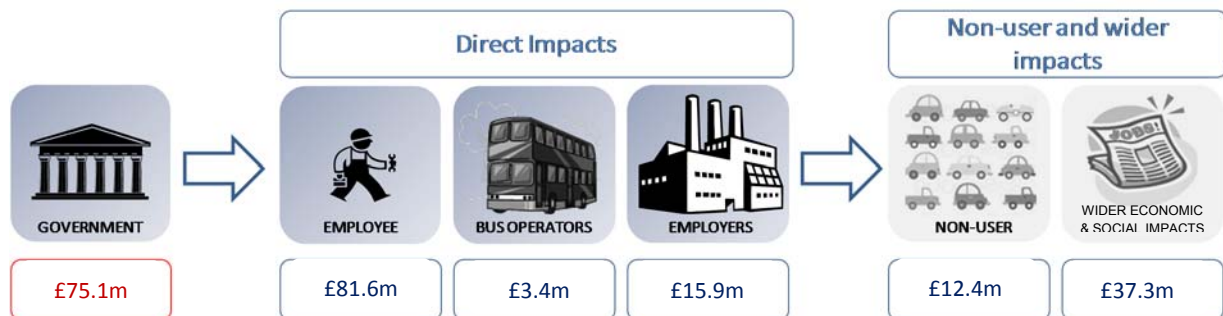 Direct Impacts
Non-user and wider
impacts
JOBS!
GOVERNMENT
EMPLOYEE
BUS OPERATORS
EMPLOYERS
NON-USER
WIDER ECONOMIC
& SOCIAL IMPACTS
£75.1m
£81.6m
£3.4m
£15.9m
£12.4m
£37.3m